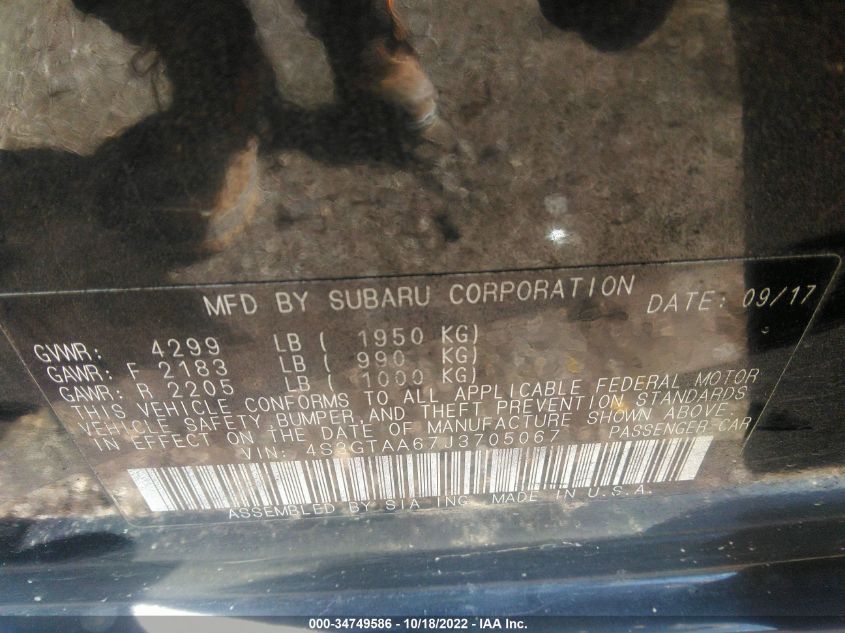 MFD BY SUBARU CORPORATION DATE: 09/17
GVWR: 4299 LB ( 1950 KG)
GAWR: F 2183 LB ( 990 KG)
GAWR: R 2205 LB ( 1000 KG)
THIS VEHICLE CONFORMS TO ALL APPLICABLE FEDERAL MOTOR
VEHICLE SAFETY, BUMPER, AND THEFT PREVENTION STANDARDS
IN EFFECT ON THE DATE OF MANUFACTURE SHOWN ABOVE.
VIN: 4S3GTAA67J3705067 PASSENGER CAR
ASSEMBLED BY SIA INC. MADE IN U.S.A.
000-34749586 - 10/18/2022 - IAA Inc.